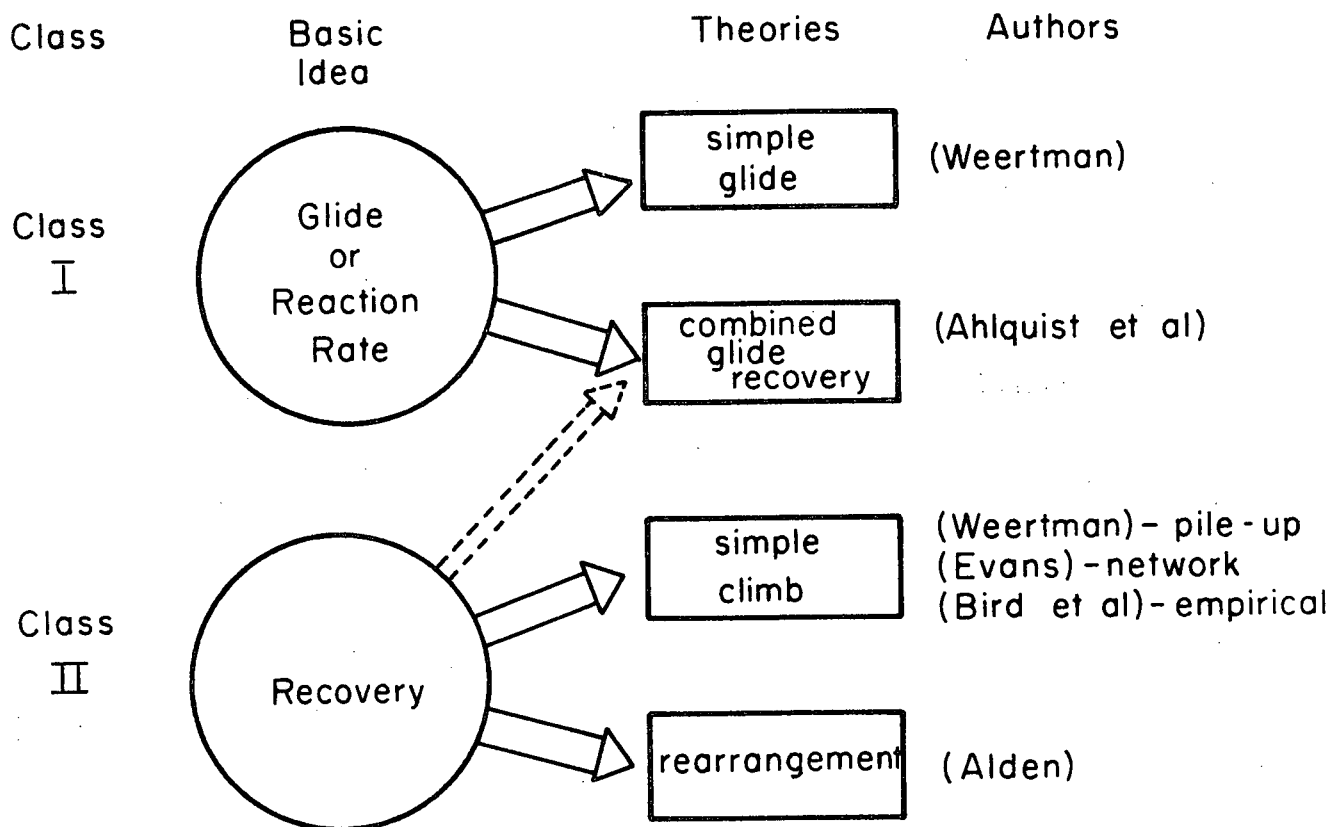 Class
Basic
Idea
Theories
Authors
Class
I
Glide
or
Reaction
Rate
simple
glide
(Weertman)
combined
glide
recovery
(Ahlquist et al)
Class
II
Recovery
simple
climb
(Weertman) - pile-up
(Evans) - network
(Bird et al) - empirical
rearrangement
(Alden)